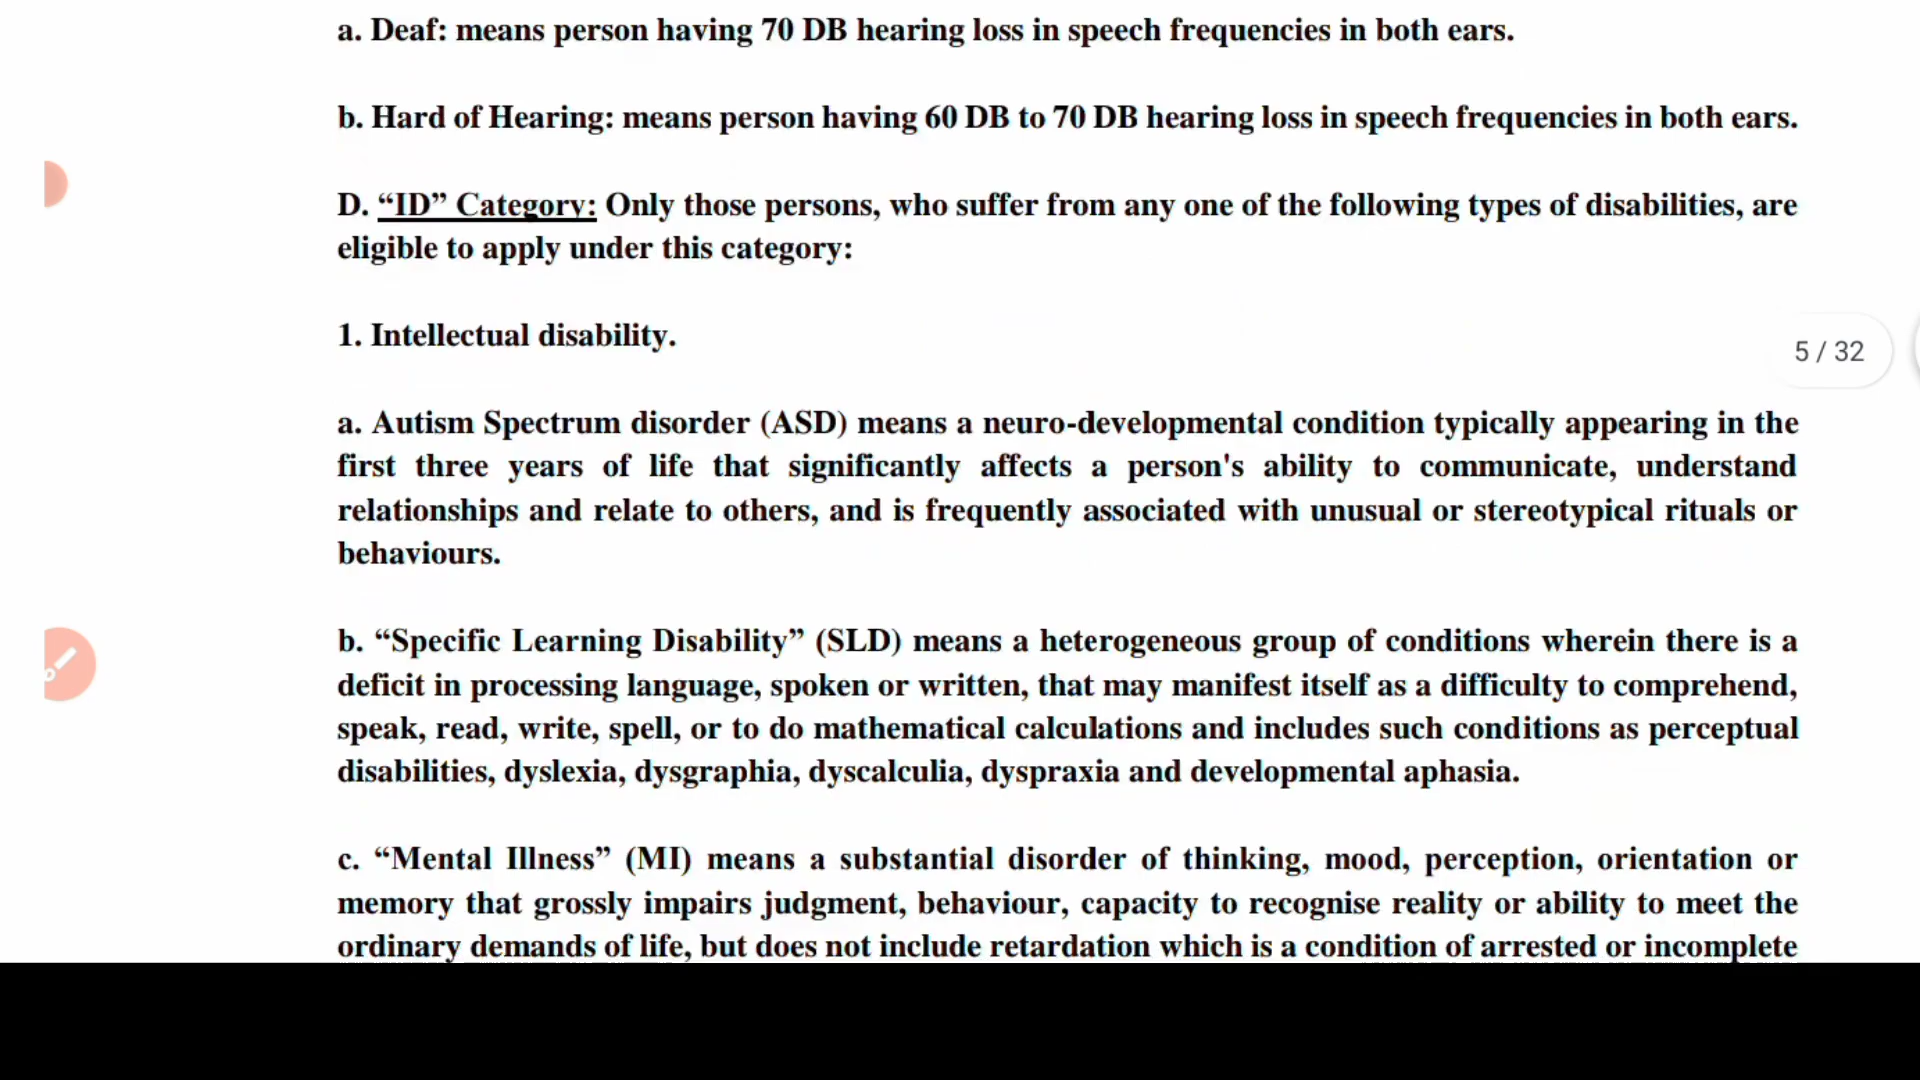 a. Deaf: means person having 70 DB hearing loss in speech frequencies in both ears.
b. Hard of Hearing: means person having 60 DB to 70 DB hearing loss in speech frequencies in both ears.
D. “ID” Category: Only those persons, who suffer from any one of the following types of disabilities, are
eligible to apply under this category:
1. Intellectual disability.
5 / 32
a. Autism Spectrum disorder (ASD) means a neuro-developmental condition typically appearing in the
first three years of life that significantly affects a person's ability to communicate, understand
relationships and relate to others, and is frequently associated with unusual or stereotypical rituals or
behaviours.
b. “Specific Learning Disability” (SLD) means a heterogeneous group of conditions wherein there is a
deficit in processing language, spoken or written, that may manifest itself as a difficulty to comprehend,
speak, read, write, spell, or to do mathematical calculations and includes such conditions as perceptual
disabilities, dyslexia, dysgraphia, dyscalculia, dyspraxia and developmental aphasia.
c. “Mental Illness” (MI) means a substantial disorder of thinking, mood, perception, orientation or
memory that grossly impairs judgment, behaviour, capacity to recognise reality or ability to meet the
ordinary demands of life, but does not include retardation which is a condition of arrested or incomplete